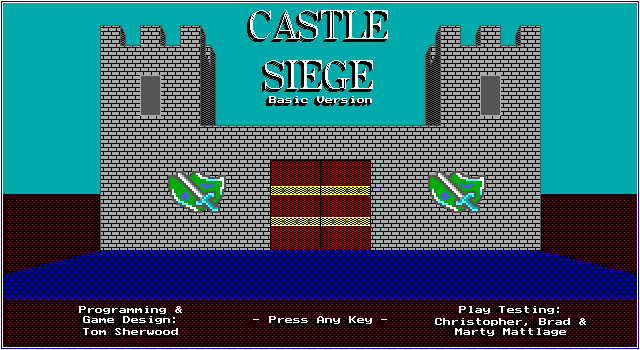 CASTLE
SIEGE
Basic Version
Programming &
Game Design:
Tom Sherwood
- Press Any Key -
Play Testing:
Christopher, Brad &
Marty Mattlage